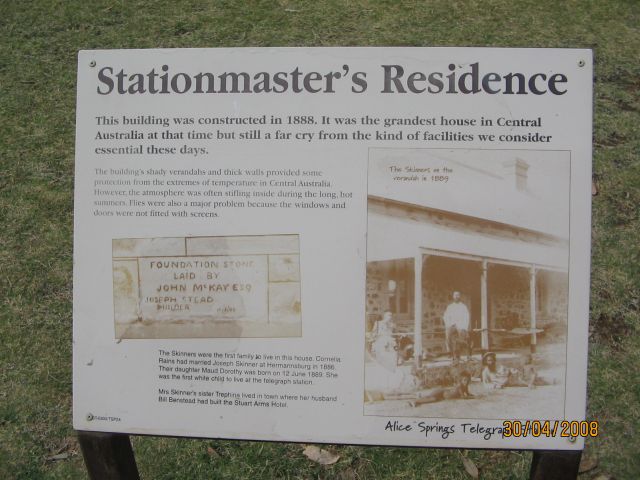 Stationmaster's Residence
This building was constructed in 1888. It was the grandest house in Central
Australia at that time but still a far cry from the kind of facilities we consider
essential these days.
The building's shady verandahs and thick walls provided some
protection from the extremes of temperature in Central Australia.
However, the atmosphere was often stifling inside during the long, hot
summers. Flies were also a major problem because the windows and
doors were not fitted with screens.
The Skinners on the
verandah in 1889
FOUNDATION STONE
LAID BY
JOHN McKAY ESQ
JOSEPH STEAD
BUILDER
The Skinners were the first family to live in this house. Cornelia
Rains had married Joseph Skinner at Hermannsburg in 1886.
Their daughter Maud Dorothy was born on 12 June 1889. She
was the first white child to live at the telegraph station.
Mrs Skinner's sister Trephina lived in town where her husband
Bill Benstead had built the Stuart Arms Hotel.
Alice Springs Telegraph
30/04/2008